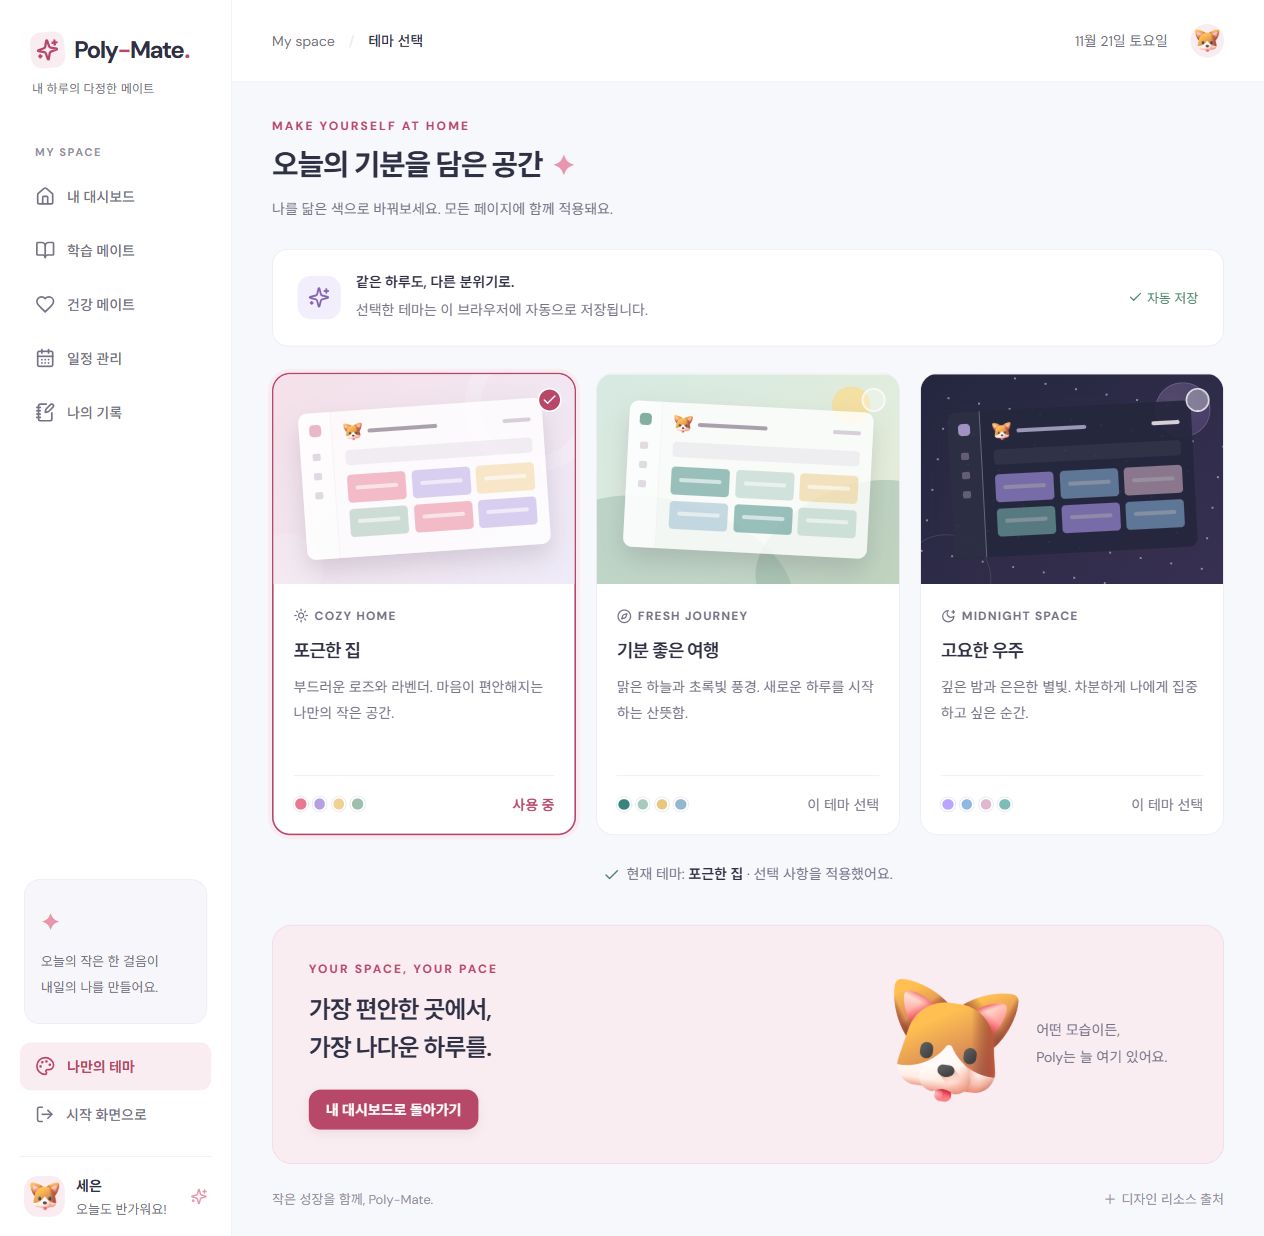 Poly-Mate.
내 하루의 다정한 메이트
MY SPACE
내 대시보드
학습 메이트
건강 메이트
일정 관리
나의 기록
오늘의 작은 한 걸음이
내일의 나를 만들어요.
나만의 테마
시작 화면으로
세은
오늘도 반가워요!
My space / 테마 선택
11월 21일 토요일
MAKE YOURSELF AT HOME
오늘의 기분을 담은 공간
나를 닮은 색으로 바꿔보세요. 모든 페이지에 함께 적용돼요.
같은 하루도, 다른 분위기로.
선택한 테마는 이 브라우저에 자동으로 저장됩니다.
자동 저장
COZY HOME
포근한 집
부드러운 로즈와 라벤더. 마음이 편안해지는
나만의 작은 공간.
사용 중
FRESH JOURNEY
기분 좋은 여행
맑은 하늘과 초록빛 풍경. 새로운 하루를 시작
하는 산뜻함.
이 테마 선택
MIDNIGHT SPACE
고요한 우주
깊은 밤과 은은한 별빛. 차분하게 나에게 집중
하고 싶은 순간.
이 테마 선택
현재 테마: 포근한 집 · 선택 사항을 적용했어요.
YOUR SPACE, YOUR PACE
가장 편안한 곳에서,
가장 나다운 하루를.
내 대시보드로 돌아가기
어떤 모습이든,
Poly는 늘 여기 있어요.
작은 성장을 함께, Poly-Mate.
+ 디자인 리소스 출처